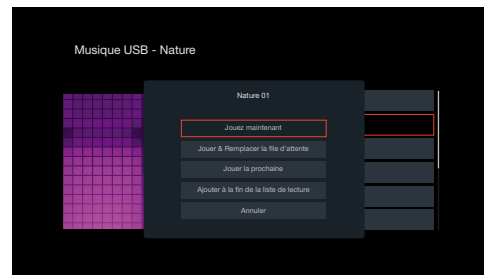 Musique USB - Nature
Nature 01
Jouez maintenant
Jouer & Remplacer la file d'attente
Jouer la prochaine
Ajouter à la fin de la liste de lecture
Annuler